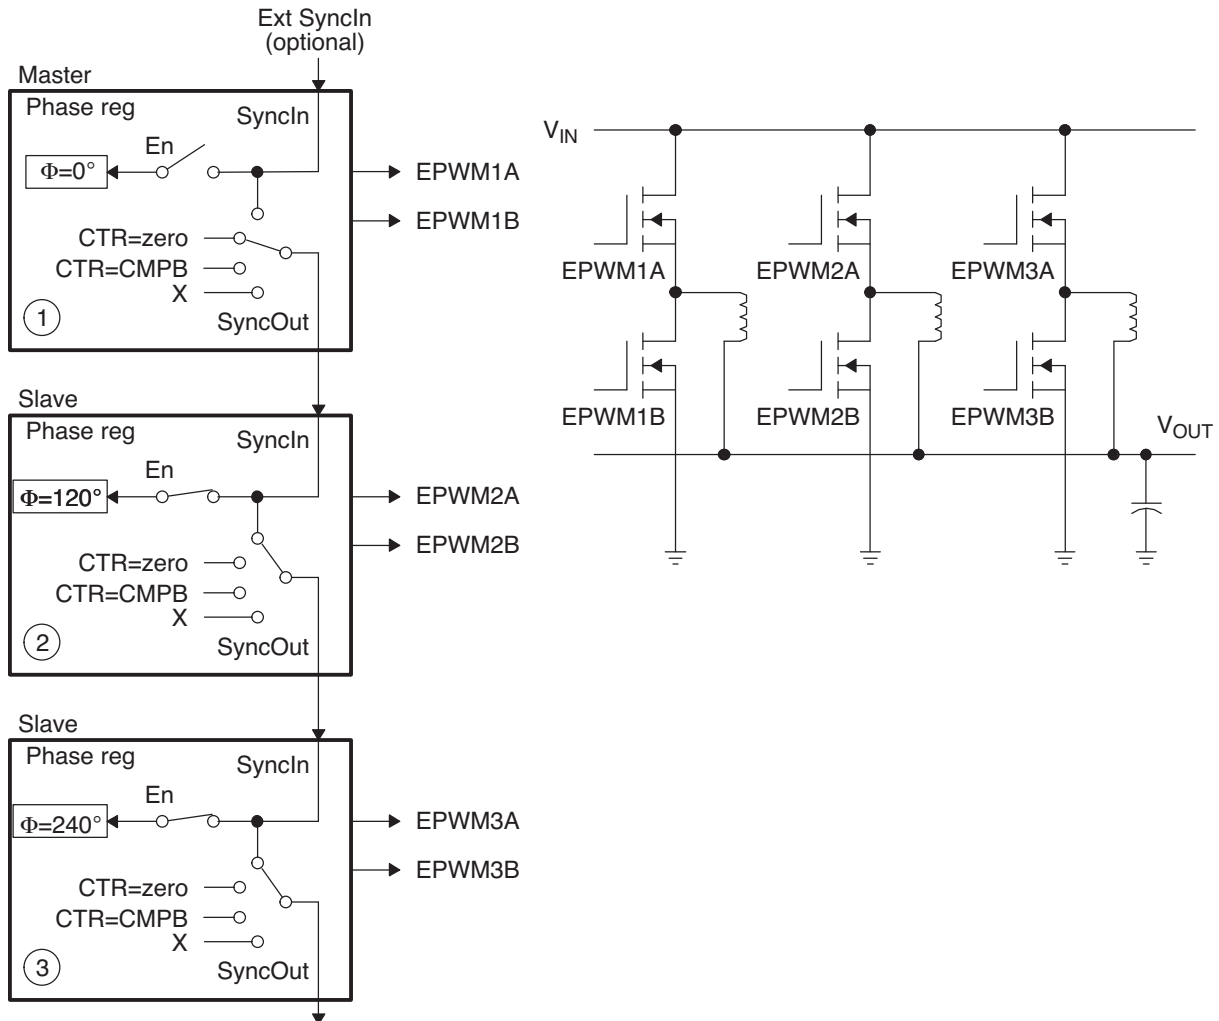 Ext SyncIn
(optional)
Master
Phase reg
SyncIn
En
Φ=0°
EPWM1A
EPWM1B
CTR=zero
CTR=CMPB
X
1
SyncOut
Slave
Phase reg
SyncIn
En
Φ=120°
EPWM2A
EPWM2B
CTR=zero
CTR=CMPB
X
2
SyncOut
Slave
Phase reg
SyncIn
En
Φ=240°
EPWM3A
EPWM3B
CTR=zero
CTR=CMPB
X
3
SyncOut
VIN
EPWM1A
EPWM2A
EPWM3A
EPWM1B
EPWM2B
EPWM3B
VOUT